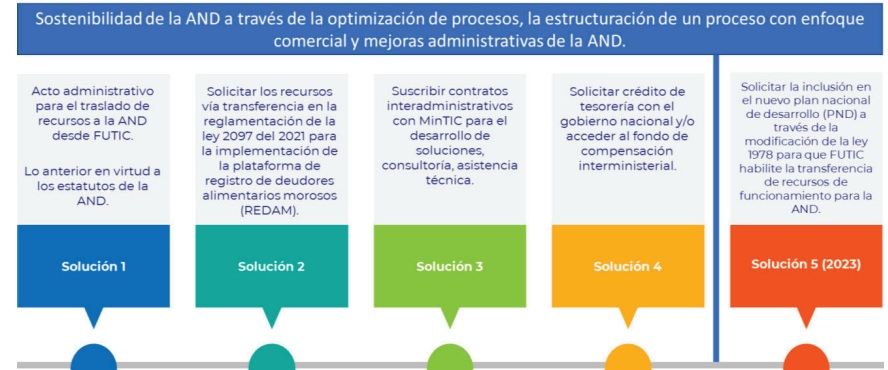 Sostenibilidad de la AND a través de la optimización de procesos, la estructuración de un proceso con enfoque
comercial y mejoras administrativas de la AND.
Acto administrativo
para el traslado de
recursos a la AND
desde FUTIC.
Lo anterior en virtud a
los estatutos de la
AND.
Solución 1
Solicitar los recursos
vía transferencia en la
reglamentación de la
ley 2097 del 2021 para
la implementación de
la plataforma de
registro de deudores
alimentarios morosos
(REDAM).
Solución 2
Suscribir contratos
interadministrativos
con MinTIC para el
desarrollo de
soluciones,
consultoría, asistencia
técnica.
Solución 3
Solicitar crédito de
tesorería con el
gobierno nacional y/o
acceder al fondo de
compensación
interministerial.
Solución 4
Solicitar la inclusión en
el nuevo plan nacional
de desarrollo (PND) a
través de la
modificación de la ley
1978 para que FUTIC
habilite la transferencia
de recursos de
funcionamiento para la
AND.
Solución 5 (2023)